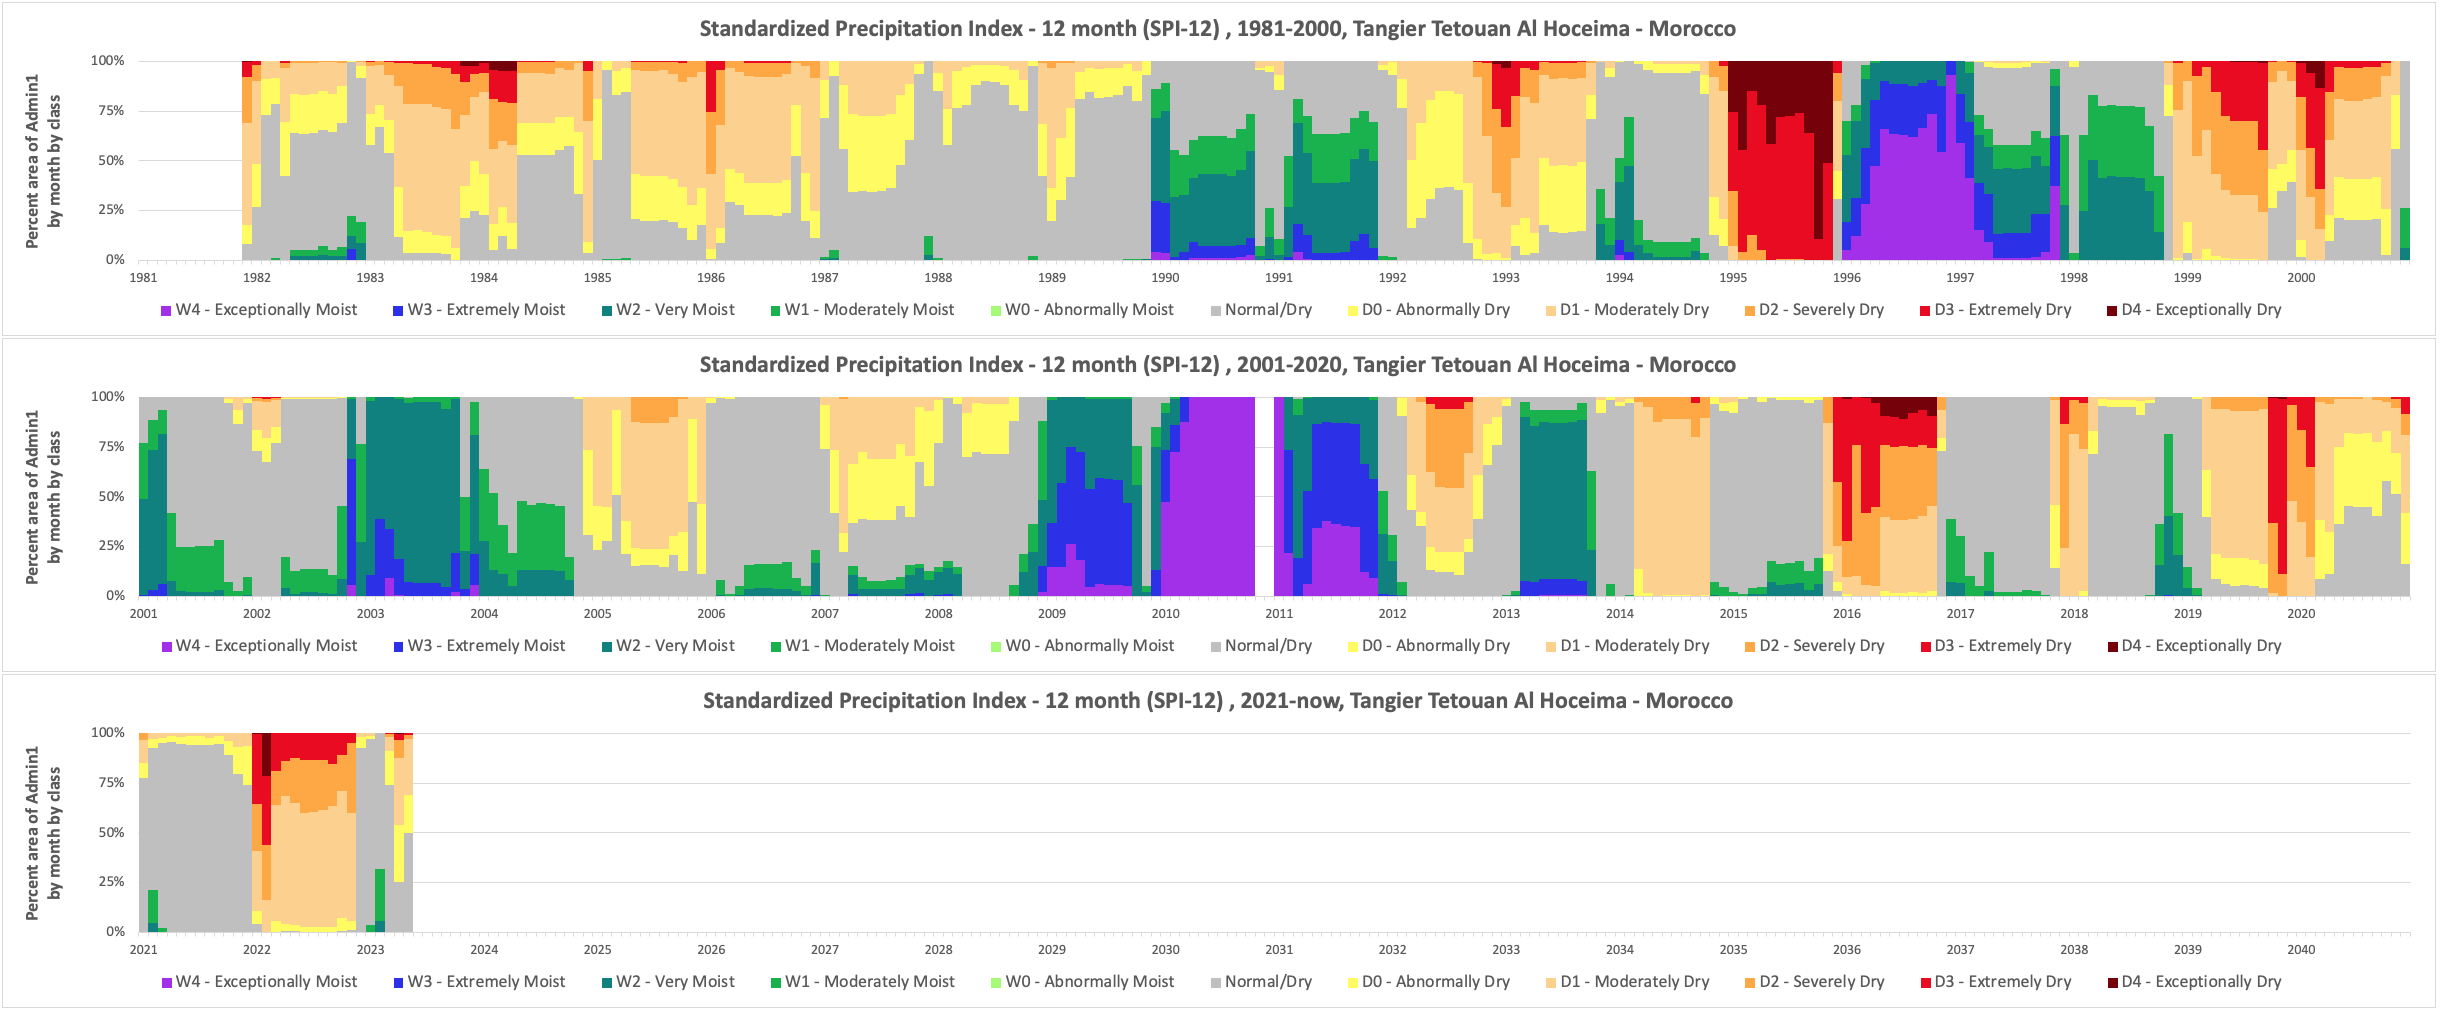 Standardized Precipitation Index - 12 month (SPI-12) , 1981-2000, Tangier Tetouan Al Hoceima - Morocco
Percent area of Admin1
by month by class
100%
75%
50%
25%
0%
1981 1982 1983 1984 1985 1986 1987 1988 1989 1990 1991 1992 1993 1994 1995 1996 1997 1998 1999 2000
W4 - Exceptionally Moist W3 - Extremely Moist W2 - Very Moist W1 - Moderately Moist W0 - Abnormally Moist Normal/Dry D0 - Abnormally Dry D1 - Moderately Dry D2 - Severely Dry D3 - Extremely Dry D4 - Exceptionally Dry
Standardized Precipitation Index - 12 month (SPI-12) , 2001-2020, Tangier Tetouan Al Hoceima - Morocco
Percent area of Admin1
by month by class
100%
75%
50%
25%
0%
2001 2002 2003 2004 2005 2006 2007 2008 2009 2010 2011 2012 2013 2014 2015 2016 2017 2018 2019 2020
W4 - Exceptionally Moist W3 - Extremely Moist W2 - Very Moist W1 - Moderately Moist W0 - Abnormally Moist Normal/Dry D0 - Abnormally Dry D1 - Moderately Dry D2 - Severely Dry D3 - Extremely Dry D4 - Exceptionally Dry
Standardized Precipitation Index - 12 month (SPI-12) , 2021-now, Tangier Tetouan Al Hoceima - Morocco
Percent area of Admin1
by month by class
100%
75%
50%
25%
0%
2021 2022 2023 2024 2025 2026 2027 2028 2029 2030 2031 2032 2033 2034 2035 2036 2037 2038 2039 2040
W4 - Exceptionally Moist W3 - Extremely Moist W2 - Very Moist W1 - Moderately Moist W0 - Abnormally Moist Normal/Dry D0 - Abnormally Dry D1 - Moderately Dry D2 - Severely Dry D3 - Extremely Dry D4 - Exceptionally Dry